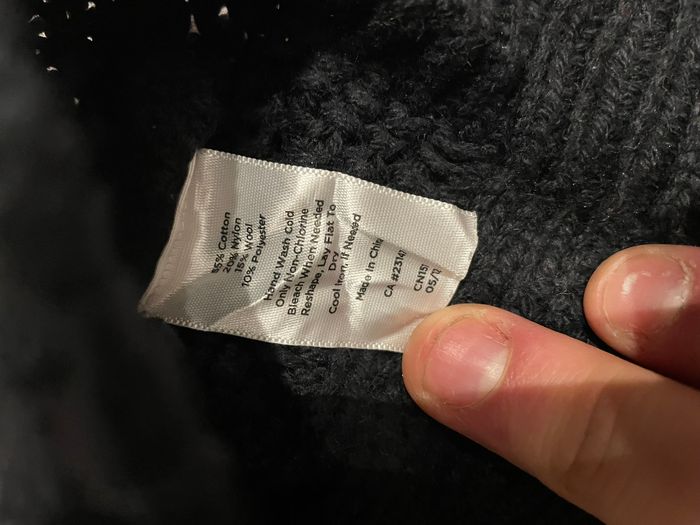 55% Cotton
20% Nylon
15% Wool
10% Polyester
Hand Wash Cold
Only Non-Chlorine
Bleach When Needed
Reshape, Lay Flat To
Dry
Cool Iron, If Needed
Made In
CA